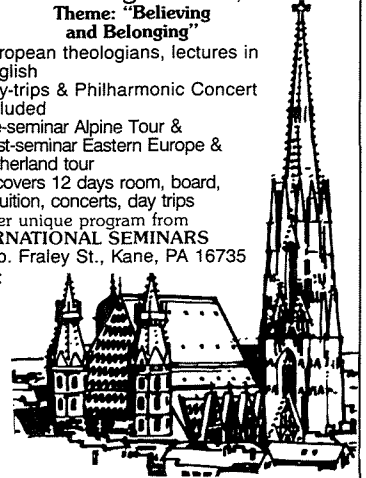 Theme: “Believing
and Belonging”
ropean theologians, lectures in
glish
y-trips & Philharmonic Concert
luded
e-seminar Alpine Tour &
st-seminar Eastern Europe &
therland tour
covers 12 days room, board,
uition, concerts, day trips
er unique program from
RNATIONAL SEMINARS
o. Fraley St., Kane, PA 16735